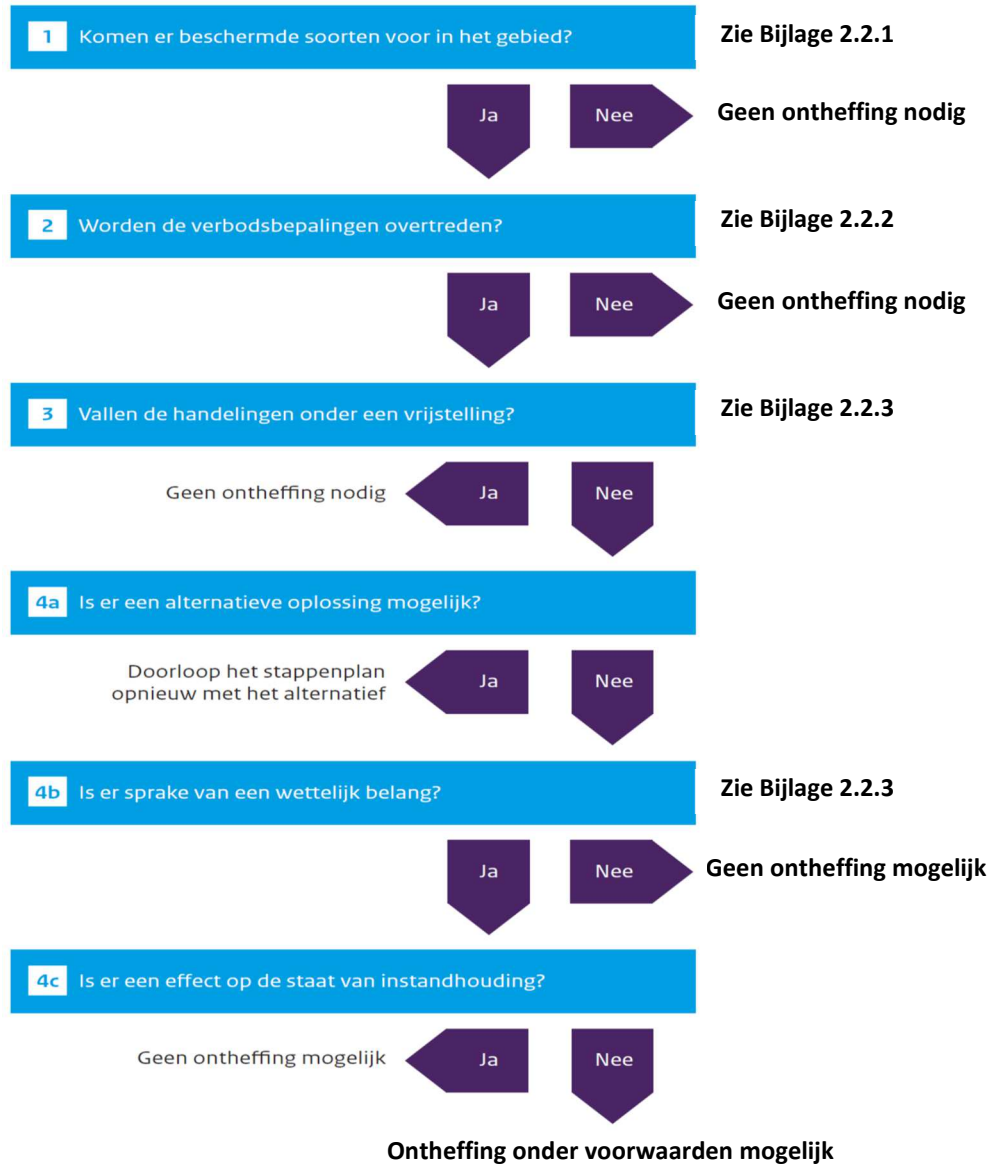 1 Komen er beschermde soorten voor in het gebied? Zie Bijlage 2.2.1
Ja Nee Geen ontheffing nodig
2 Worden de verbodsbepalingen overtreden? Zie Bijlage 2.2.2
Ja Nee Geen ontheffing nodig
3 Vallen de handelingen onder een vrijstelling? Zie Bijlage 2.2.3
Geen ontheffing nodig Ja Nee
4a Is er een alternatieve oplossing mogelijk?
Doorloop het stappenplan
opnieuw met het alternatief Ja Nee
4b Is er sprake van een wettelijk belang? Zie Bijlage 2.2.3
Ja Nee Geen ontheffing mogelijk
4c Is er een effect op de staat van instandhouding?
Geen ontheffing mogelijk Ja Nee
Ontheffing onder voorwaarden mogelijk